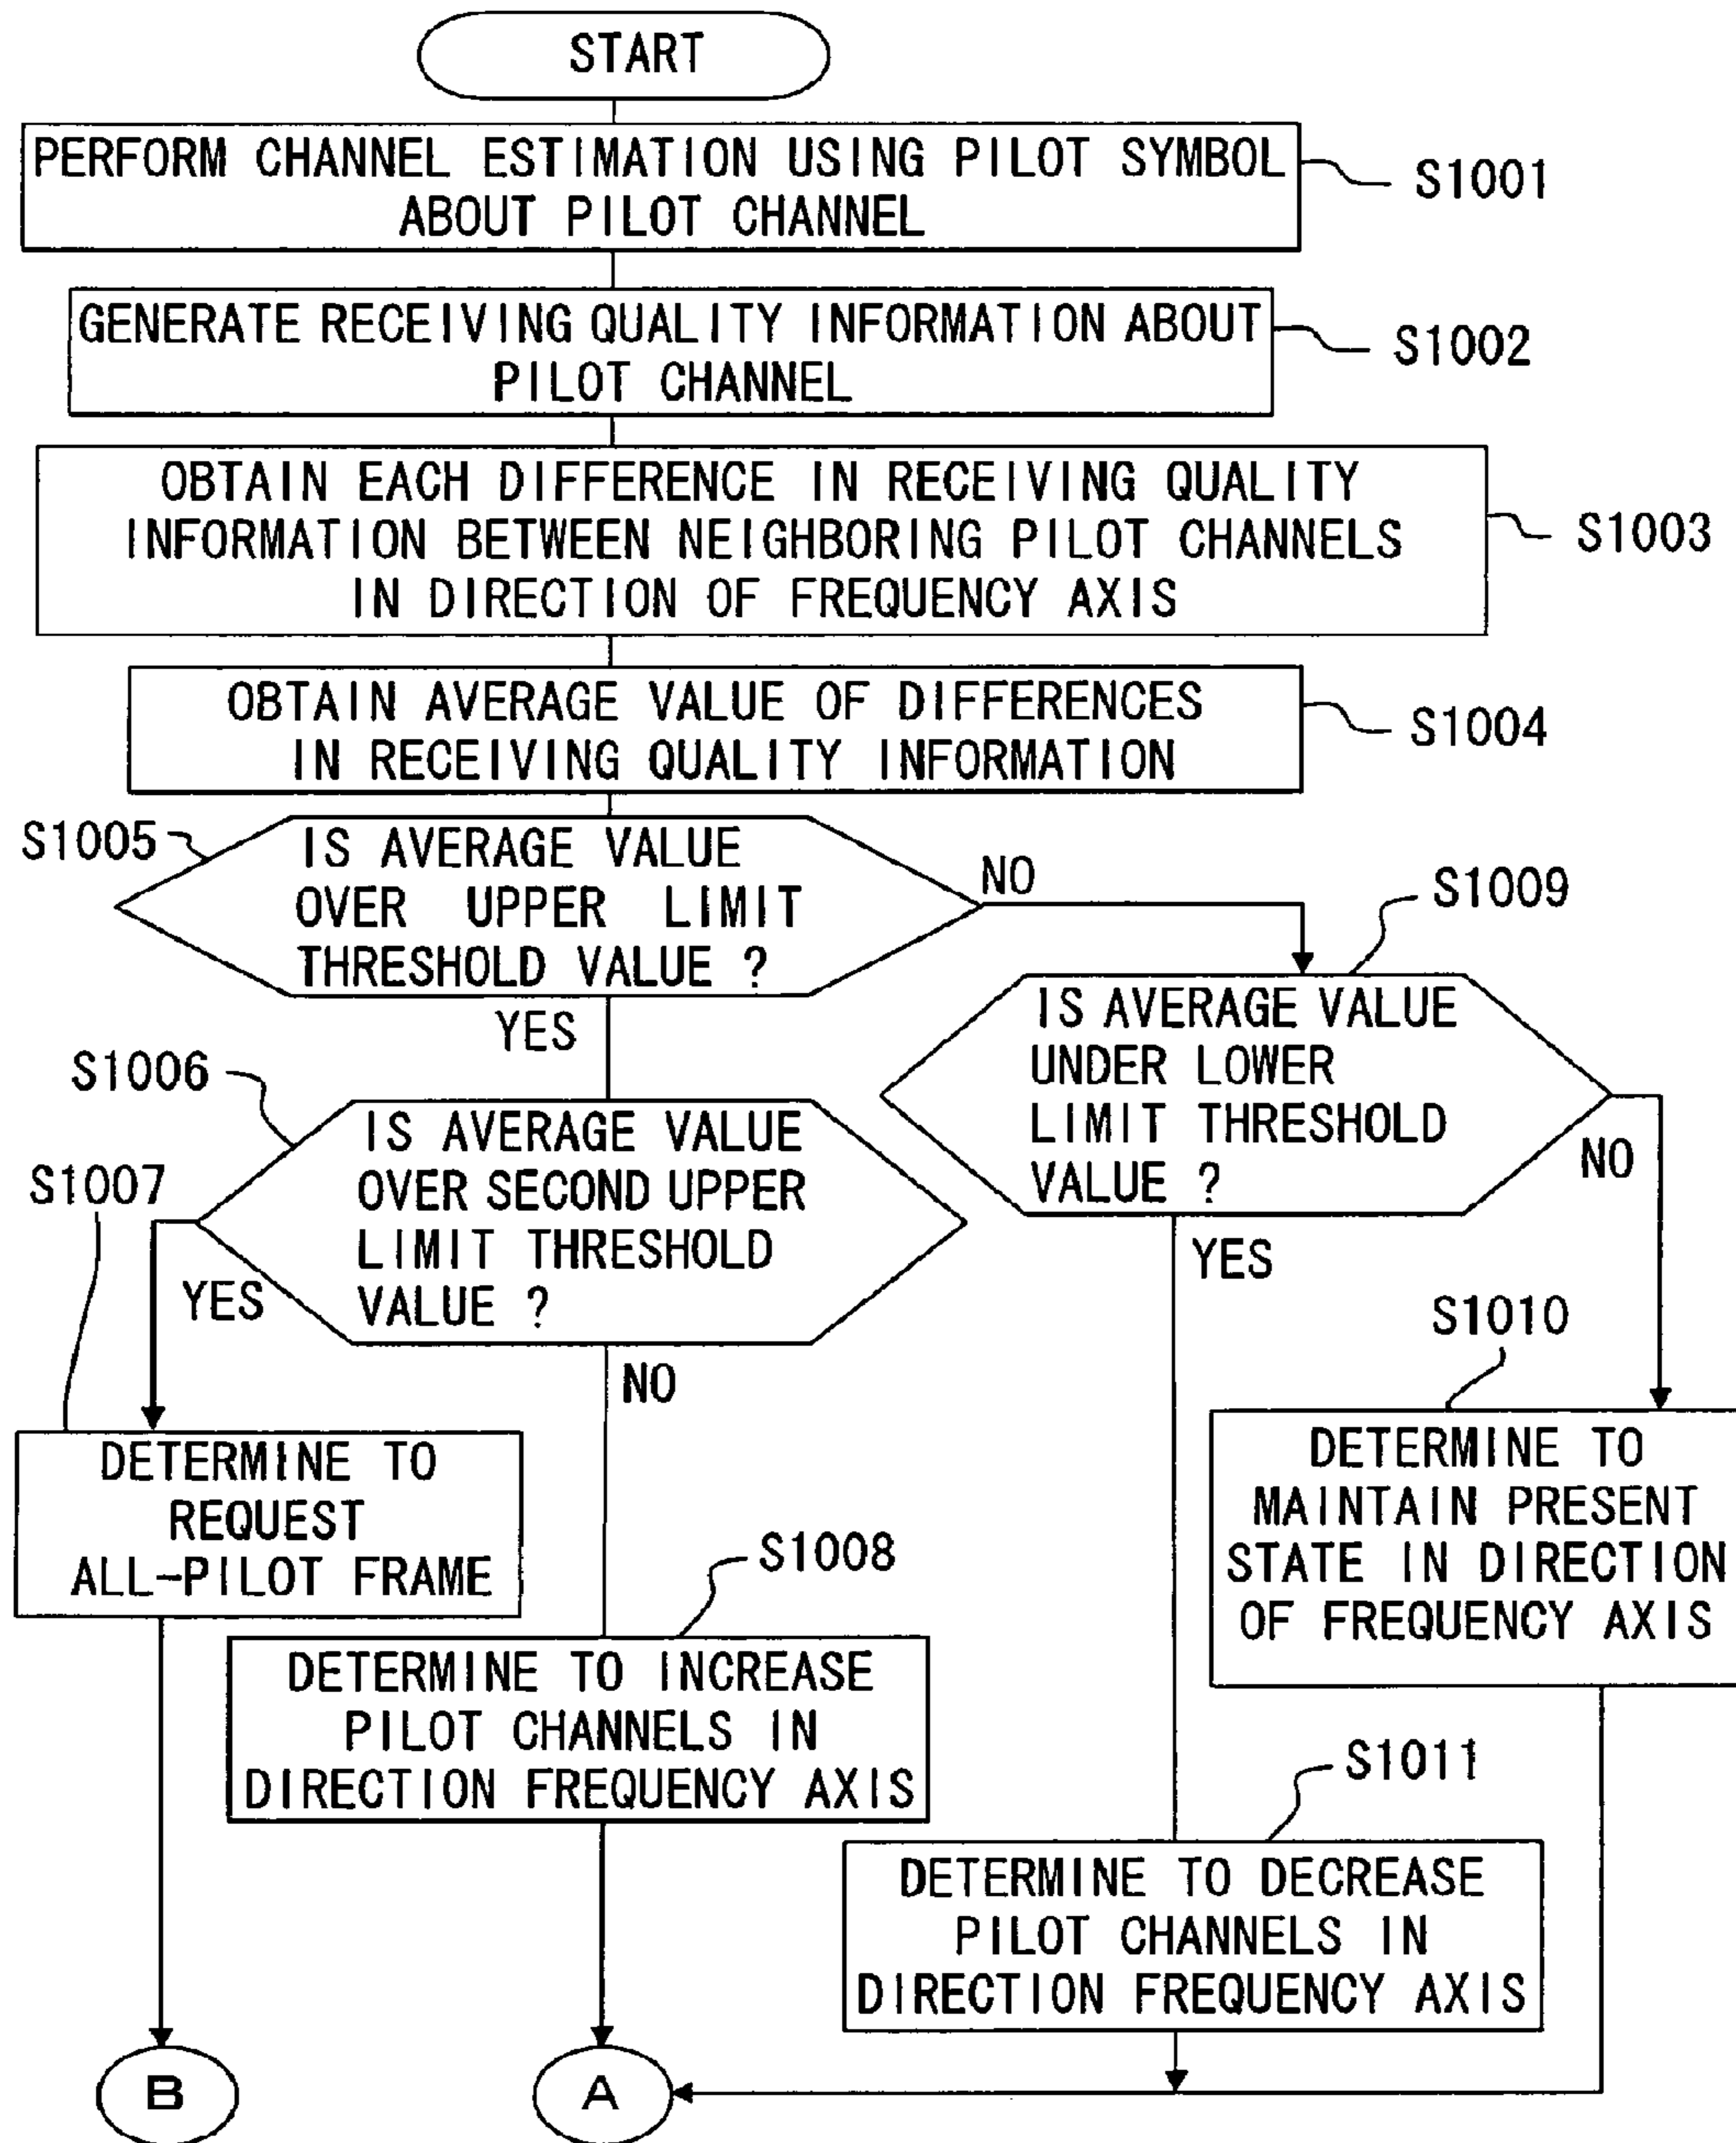 START
PERFORM CHANNEL ESTIMATION USING PILOT SYMBOL
ABOUT PILOT CHANNEL
S1001
GENERATE RECEIVING QUALITY INFORMATION ABOUT
PILOT CHANNEL
S1002
OBTAIN EACH DIFFERENCE IN RECEIVING QUALITY
INFORMATION BETWEEN NEIGHBORING PILOT CHANNELS
IN DIRECTION OF FREQUENCY AXIS
S1003
OBTAIN AVERAGE VALUE OF DIFFERENCES
IN RECEIVING QUALITY INFORMATION
S1004
S1005
IS AVERAGE VALUE
OVER UPPER LIMIT
THRESHOLD VALUE ?
NO
YES
S1009
IS AVERAGE VALUE
UNDER LOWER
LIMIT THRESHOLD
VALUE ?
NO
YES
S1006
IS AVERAGE VALUE
OVER SECOND UPPER
LIMIT THRESHOLD
VALUE ?
YES
NO
S1007
DETERMINE TO
REQUEST
ALL-PILOT FRAME
S1008
DETERMINE TO INCREASE
PILOT CHANNELS IN
DIRECTION FREQUENCY AXIS
S1010
DETERMINE TO
MAINTAIN PRESENT
STATE IN DIRECTION
OF FREQUENCY AXIS
S1011
DETERMINE TO DECREASE
PILOT CHANNELS IN
DIRECTION FREQUENCY AXIS
B
A